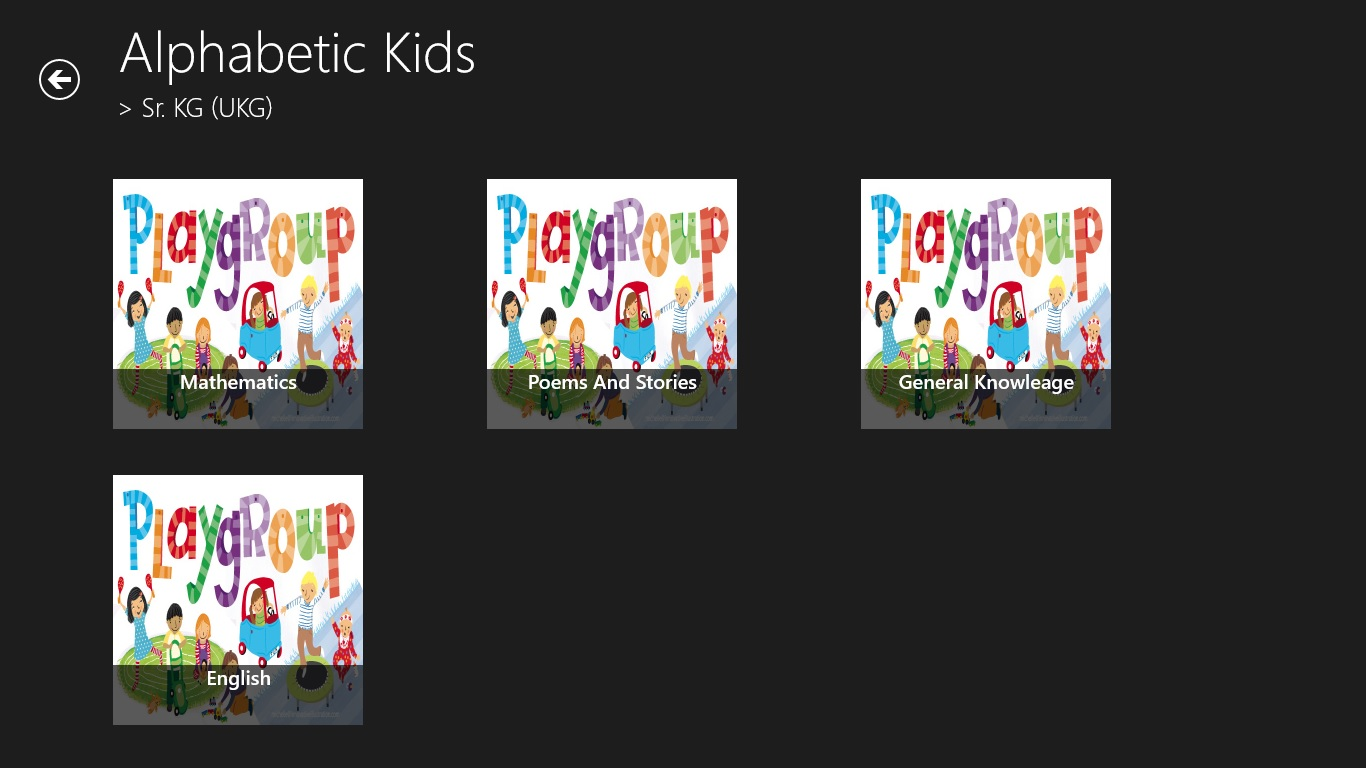 Alphabetic Kids
> Sr. KG (UKG)
PLaygRouP
Mathematics
PLaygRouP
Poems And Stories
PLaygRouP
General Knowleage
PLaygRouP
English